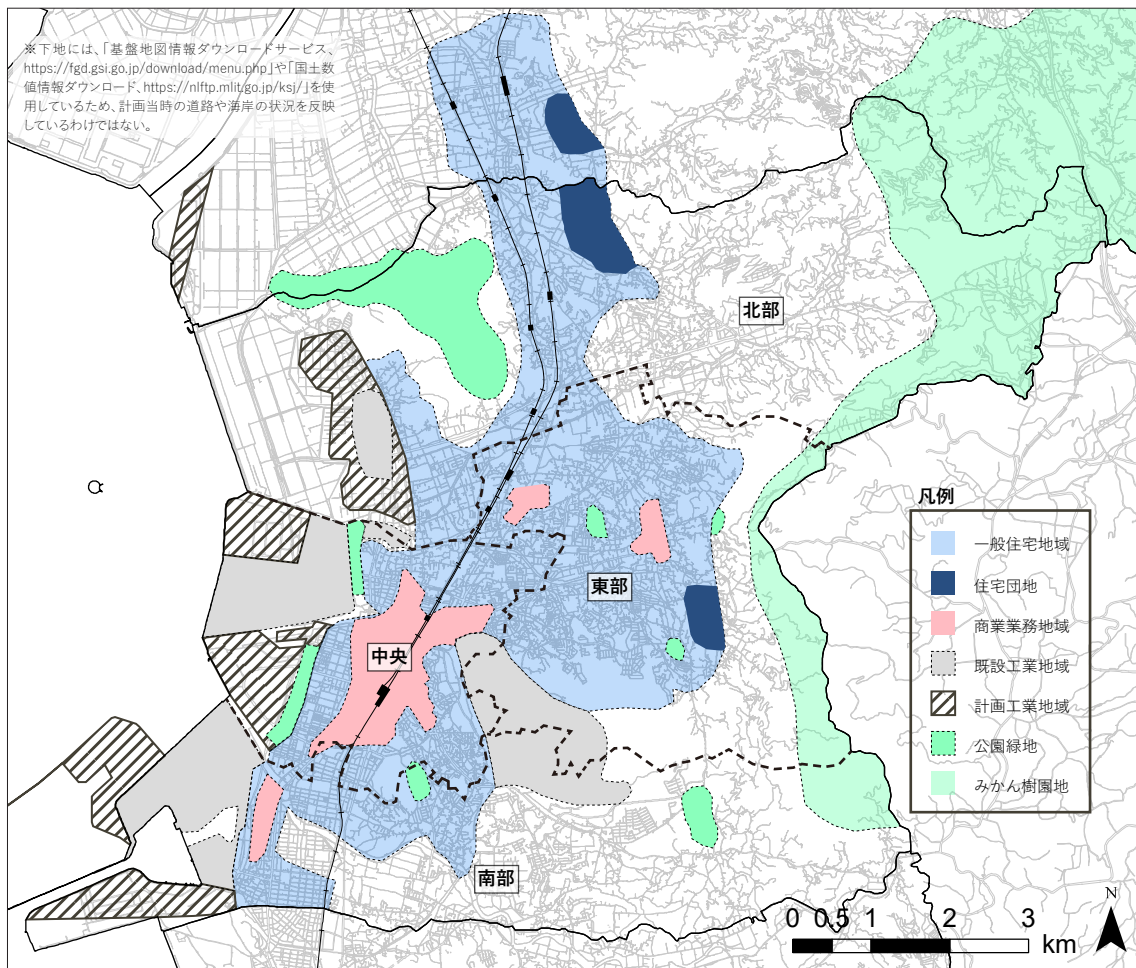 ※下地には、「基盤地図情報ダウンロードサービス、
https://fgd.gsi.go.jp/download/menu.php」や「国土数
値情報ダウンロード、https://nlftp.mlit.go.jp/ksj/」を使
用しているため、計画当時の道路や海岸の状況を反映
しているわけではない。
北部
東部
中央
南部
凡例
一般住宅地域
住宅団地
商業業務地域
既設工業地域
計画工業地域
公園緑地
みかん樹園地
N
0 0.5 1 2 3
km